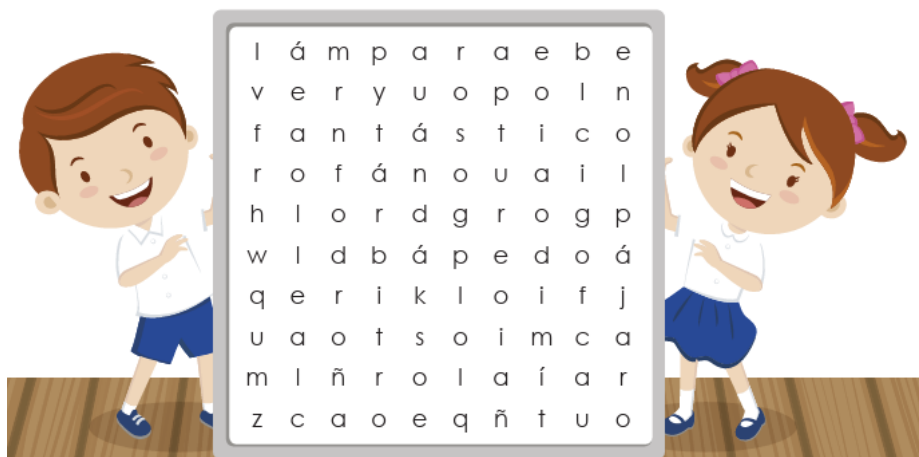 l á m p a r a e b e
v e r y u o p o l n
f a n t á s t i c o
r o f á n o u a i l
h l o r d g r o g p
w l d b á p e d o á
q e r i k l o i f j
u a o t s o i m c a
m l ñ r o l a í a r
z c a o e q ñ t u o